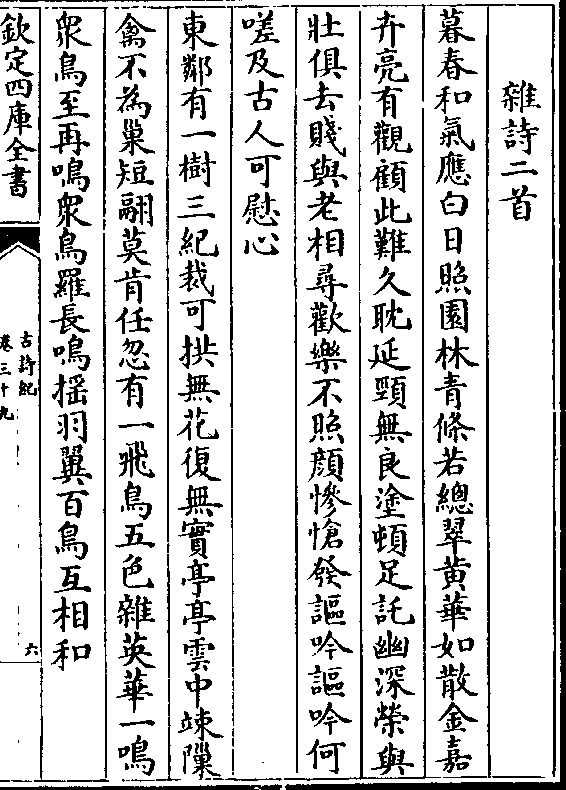 雜詩二首
暮春和氣應白日照園林青條若總翠黃華如散金嘉
卉亮有觀顧此難久耽延頸無良塗頓足託幽深榮與
壯俱去賤與老相尋歡樂不照顔慘愴發謳吟謳吟何
嗟及古人可慰心
東鄰有一樹三紀裁可拱無花復無實亭亭雲中竦隟
禽不為巢短翮莫肯任忽有一飛鳥五色雜英華一鳴
衆鳥至再鳴衆鳥羅長鳴揺羽翼百鳥互相和
欽定四庫全書
古詩紀
卷三十九
六